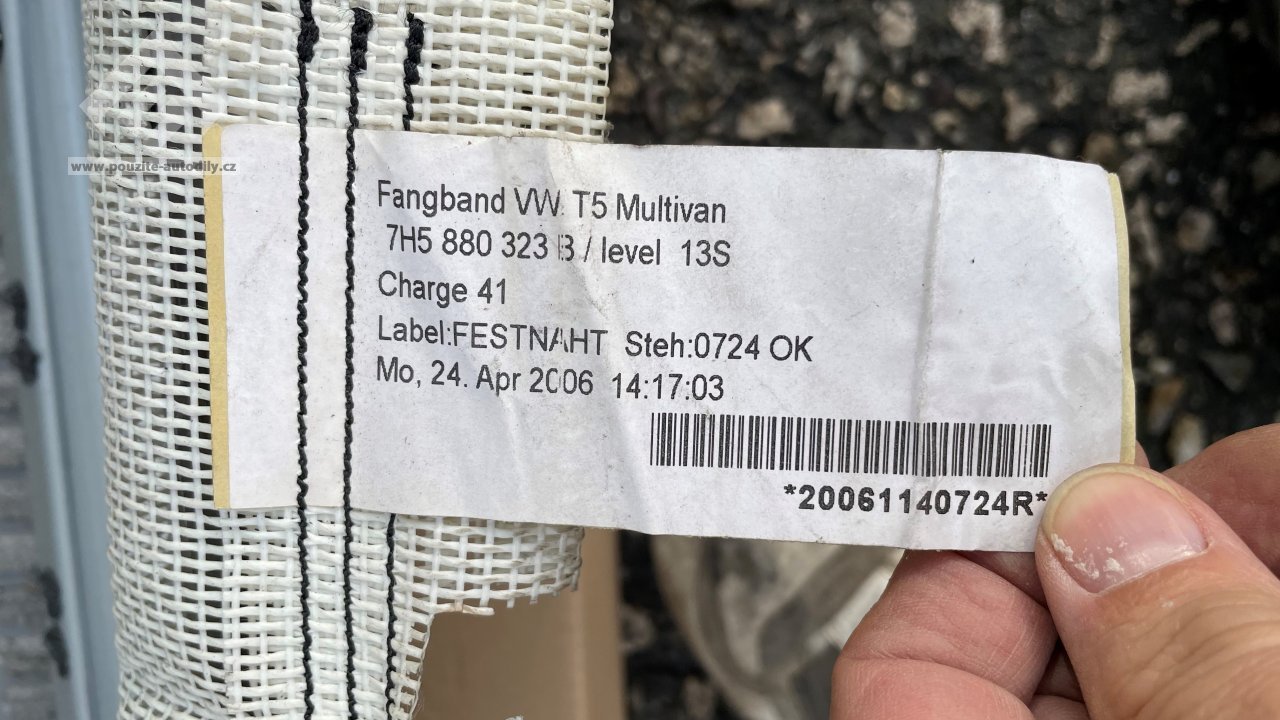 www.pouzite-autodily.cz
Fangband VW T5 Multivan
7H5 880 323 B / level 13S
Charge 41
Label:FESTNAHT Steh:0724 OK
Mo, 24. Apr 2006 14:17:03
*20061140724R*